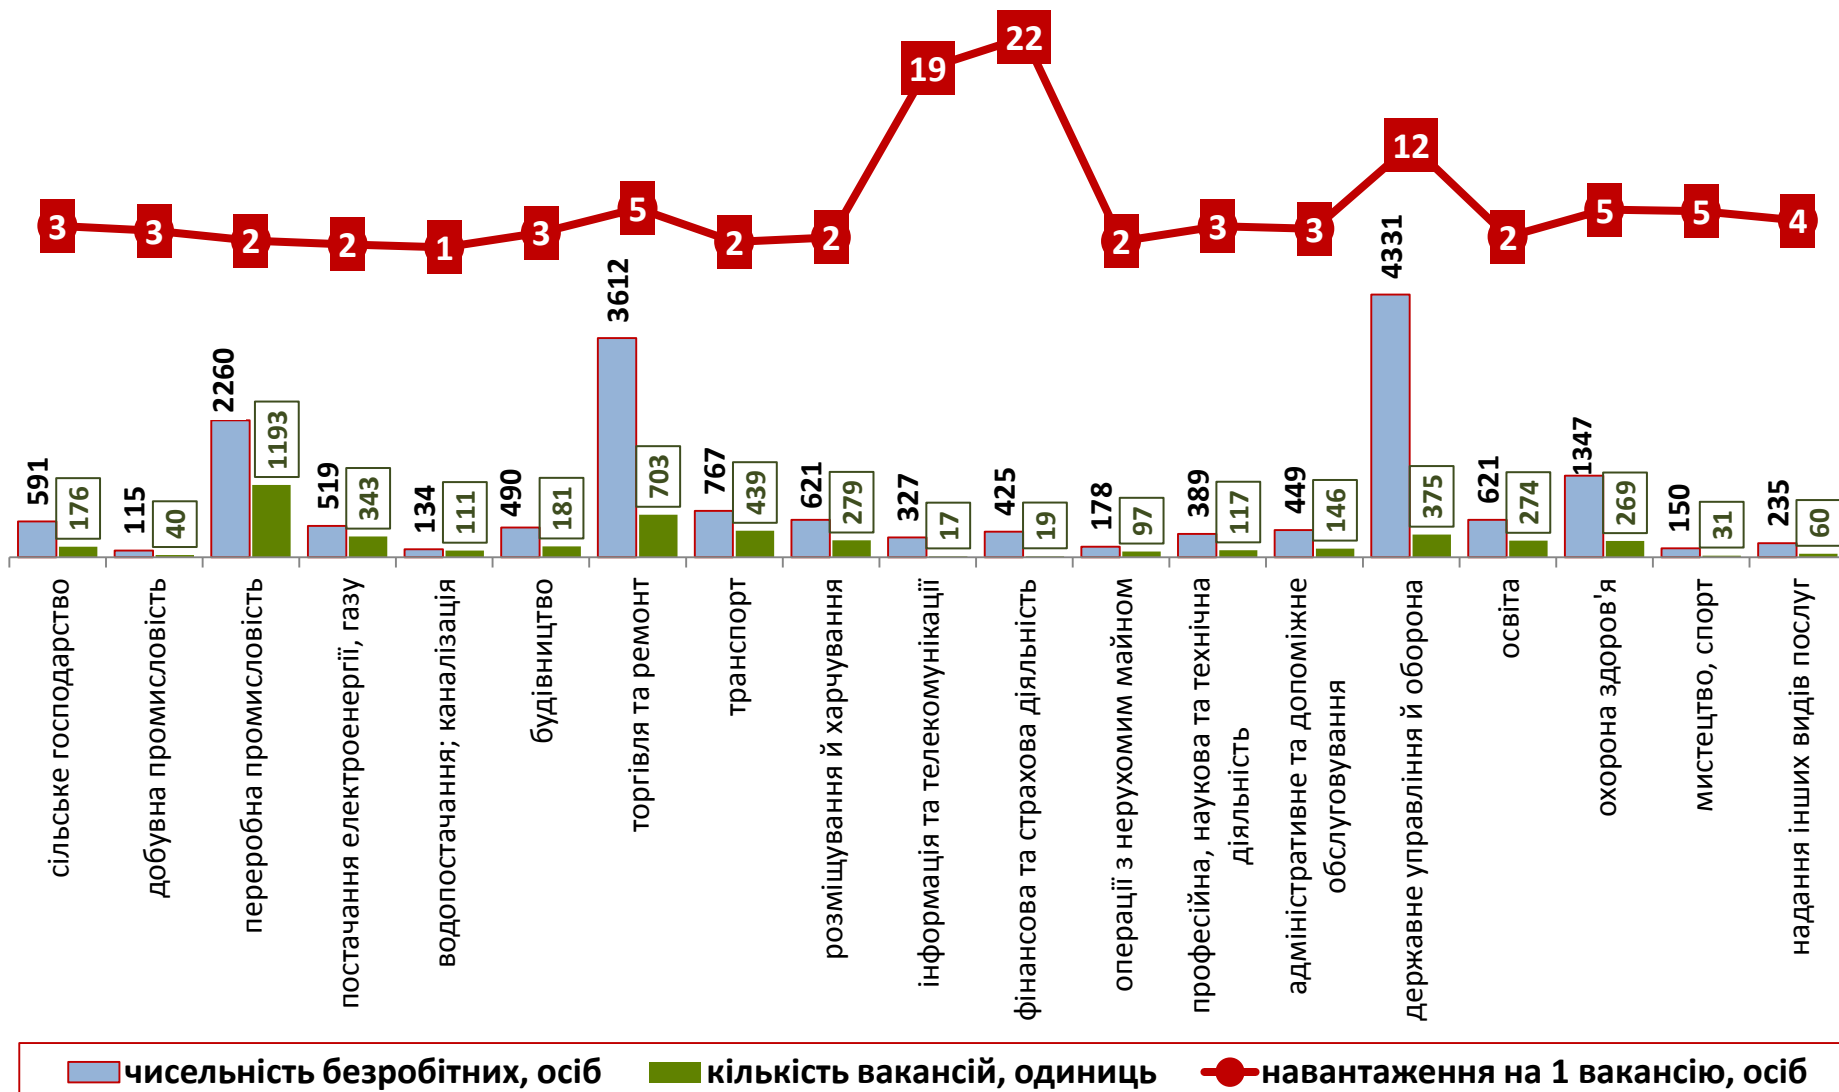 3
3
2
2
1
3
5
2
2
19
22
2
3
3
12
2
5
5
4
591
176
115
40
2260
1193
519
343
134
111
490
181
3612
703
767
439
621
279
327
17
425
19
178
97
389
117
449
146
4331
375
621
274
1347
269
150
31
235
60
сільське господарство
добувна промисловість
переробна промисловість
постачання електроенергії, газу
водопостачання; каналізація
будівництво
торгівля та ремонт
транспорт
розміщування й харчування
інформація та телекомунікації
фінансова та страхова діяльність
операції з нерухомим майном
професійна, наукова та технічна
діяльність
адміністративне та допоміжне
обслуговування
державне управління й оборона
освіта
охорона здоров'я
мистецтво, спорт
надання інших видів послуг
чисельність безробітних, осіб
кількість вакансій, одиниць
навантаження на 1 вакансію, осіб